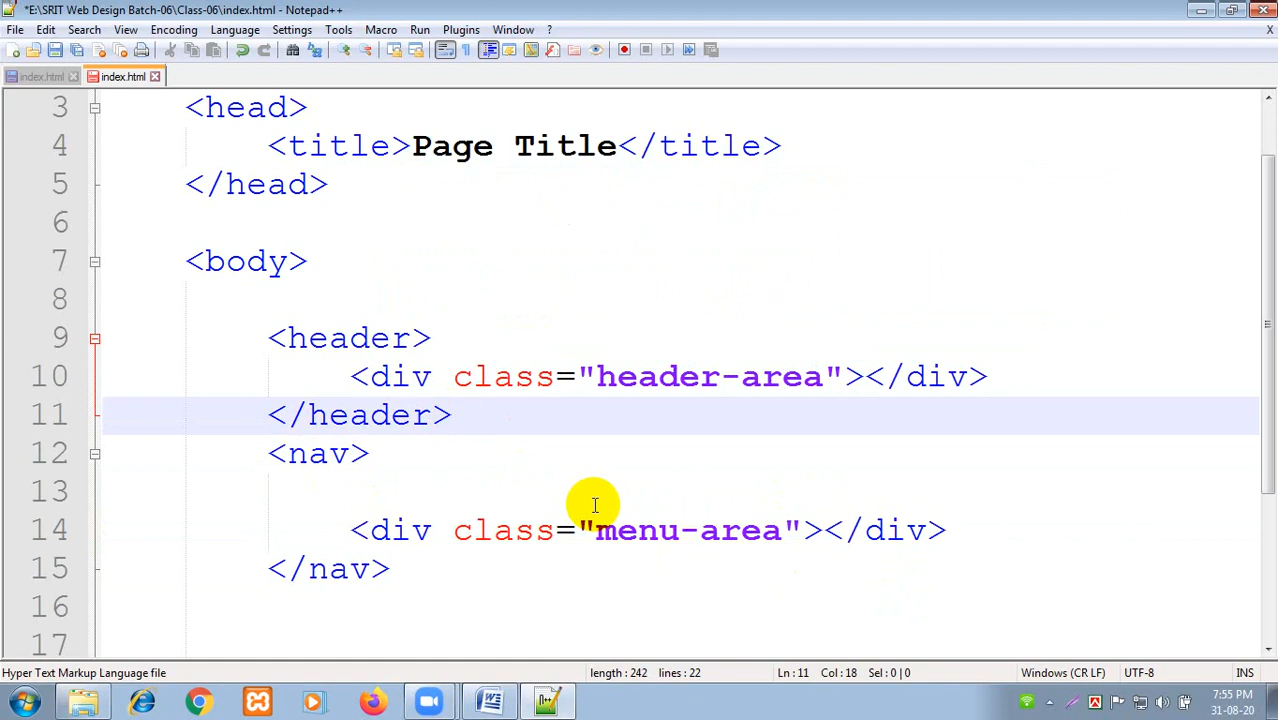 *E:\SRIT Web Design Batch-06\Class-06\index.html - Notepad++
File Edit Search View Encoding Language Settings Tools Macro Run Plugins Window ? X
index.html index.html
3 <head>
4 <title>Page Title</title>
5 </head>
6
7 <body>
8
9 <header>
10 <div class="header-area"></div>
11 </header>
12 <nav>
13
14 <div class="menu-area"></div>
15 </nav>
16
17
Hyper Text Markup Language file length : 242 lines : 22 Ln : 11 Col : 18 Sel : 0 | 0 Windows (CR LF) UTF-8 INS
7:55 PM
31-08-20